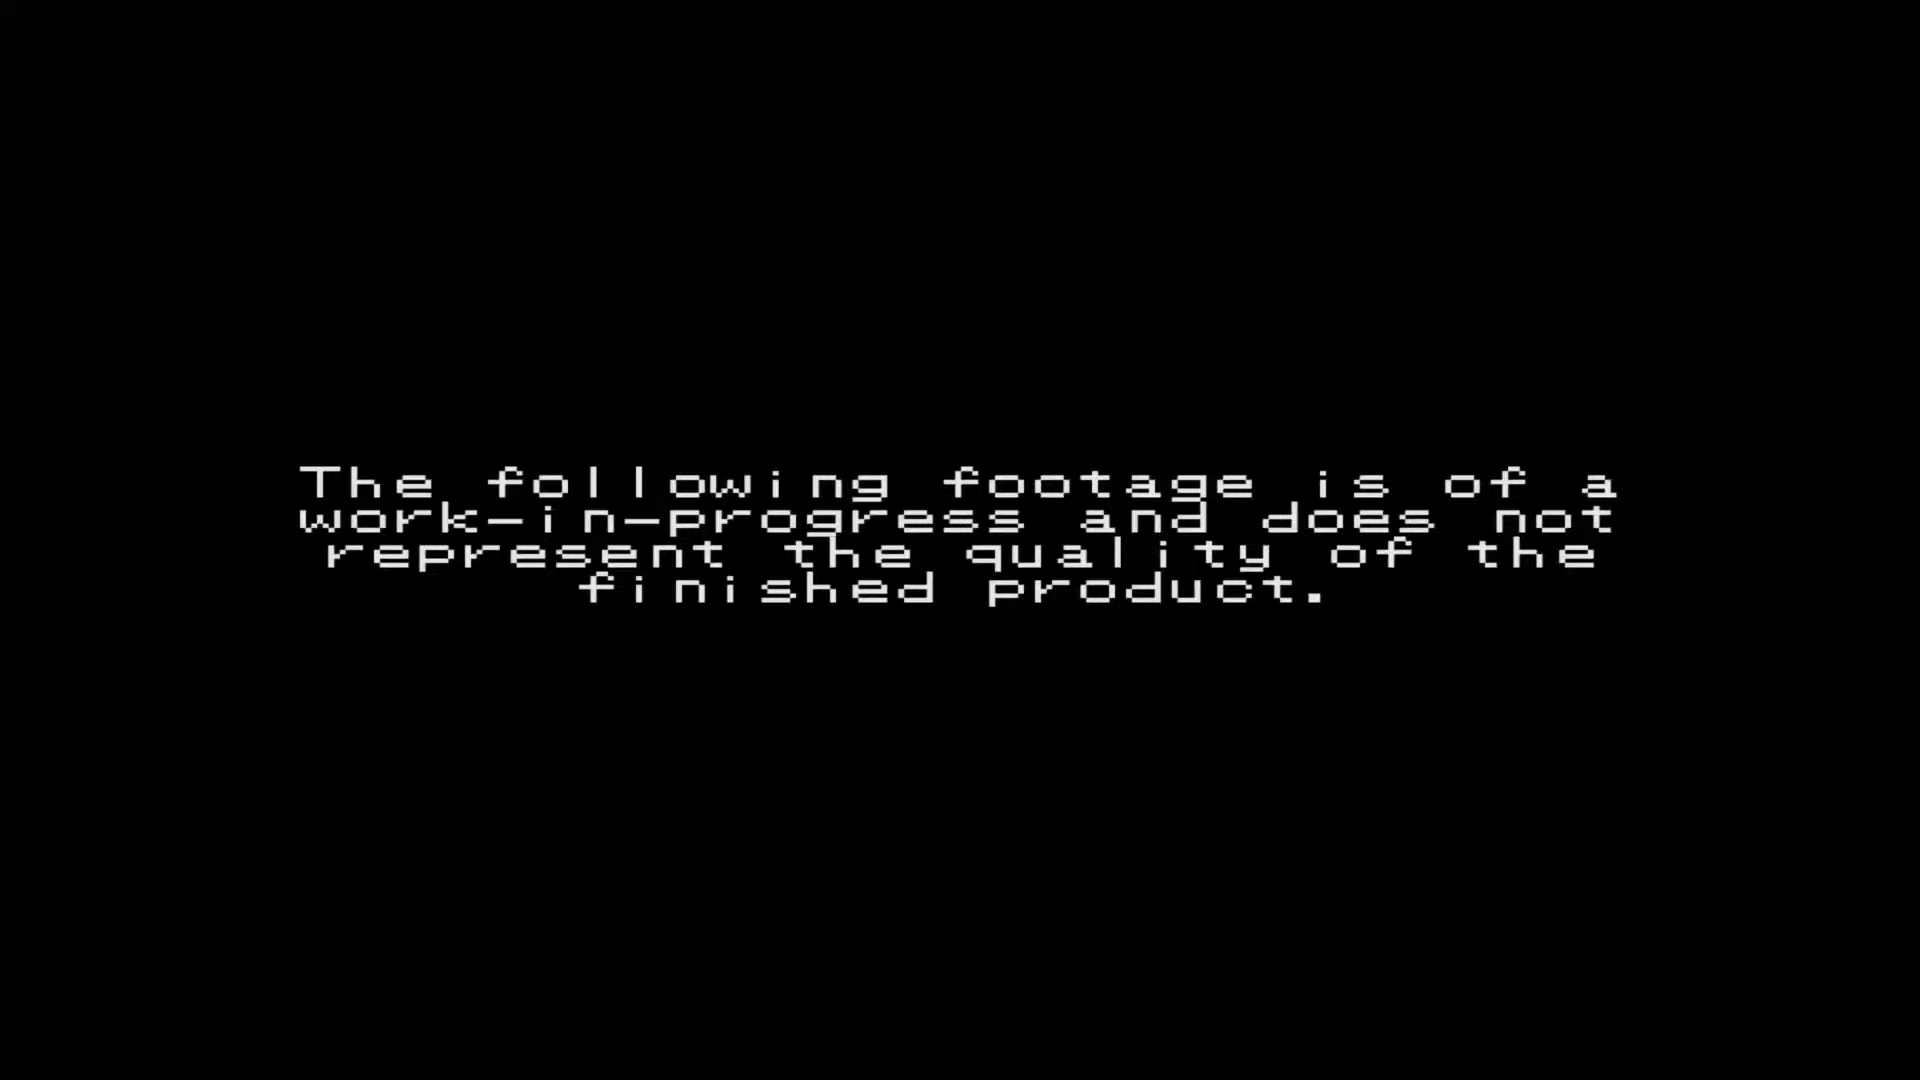 The following footage is of a
work-in-progress and does not
represent the quality of the
finished product.